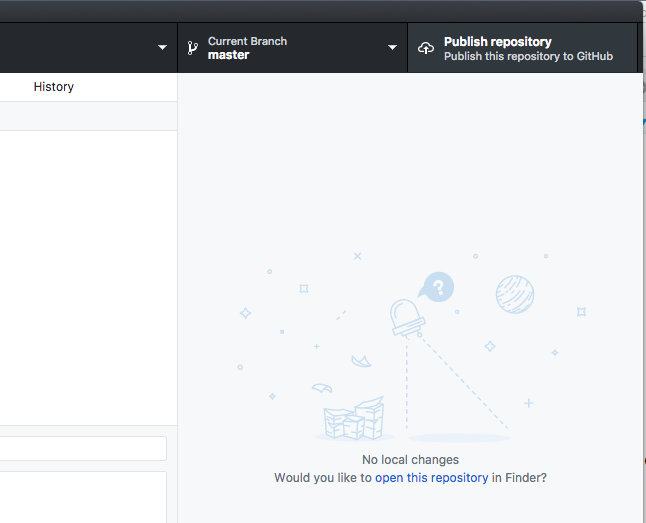 Current Branch
master
Publish repository
Publish this repository to GitHub
History
?
No local changes
Would you like to open this repository in Finder?